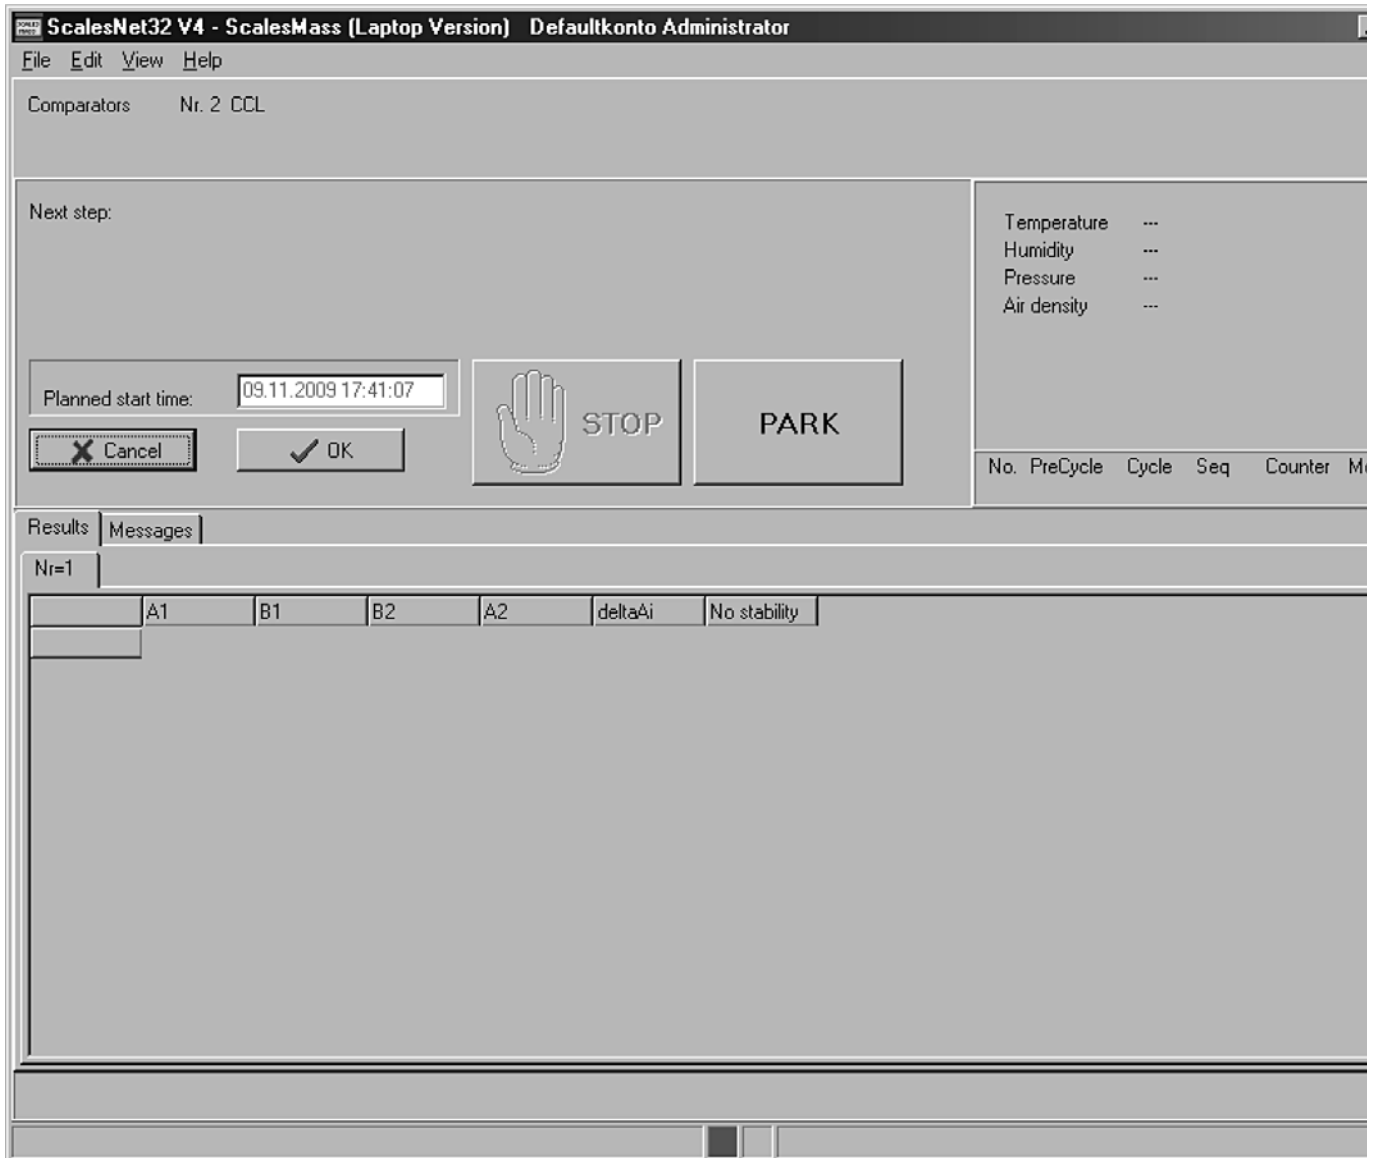 ScalesNet32 V4 - ScalesMass (Laptop Version) Defaultkonto Administrator
File Edit View Help
Comparators Nr. 2 CCL
Next step:
Temperature ---
Humidity ---
Pressure ---
Air density ---
Planned start time: 09.11.2009 17:41:07
Cancel OK
STOP
PARK
No. PreCycle Cycle Seq Counter
Results Messages
Nr=1
A1 B1 B2 A2 deltaAi No stability